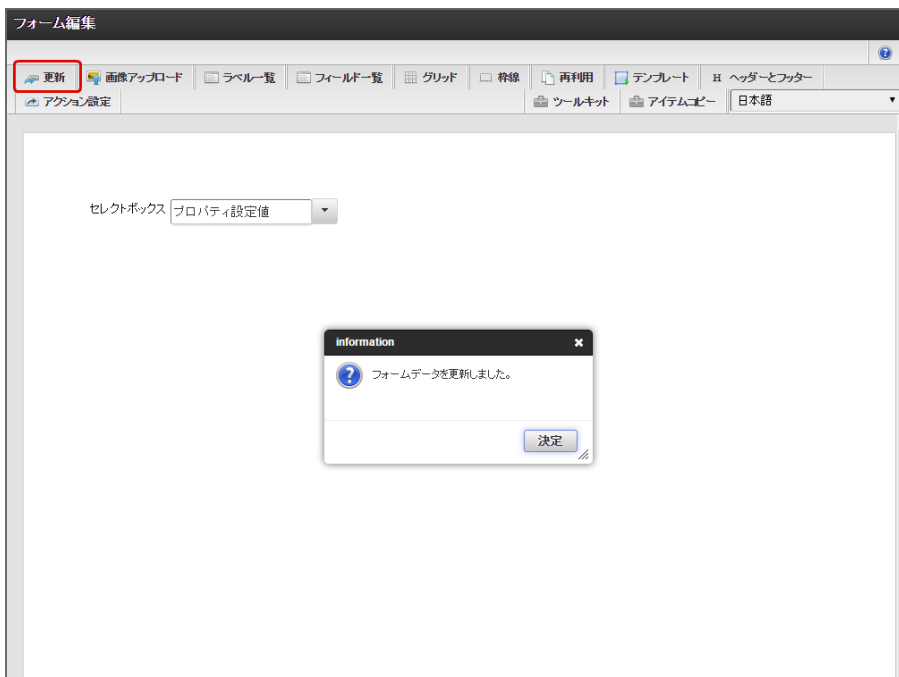 フォーム編集
更新 画像アップロード ラベル一覧 フィールド一覧 グリッド 枠線 再利用 テンプレート H ヘッダーとフッター
アクション設定 ツールキット アイテムコピー 日本語
セレクトボックス プロパティ設定値
information
フォームデータを更新しました。
決定